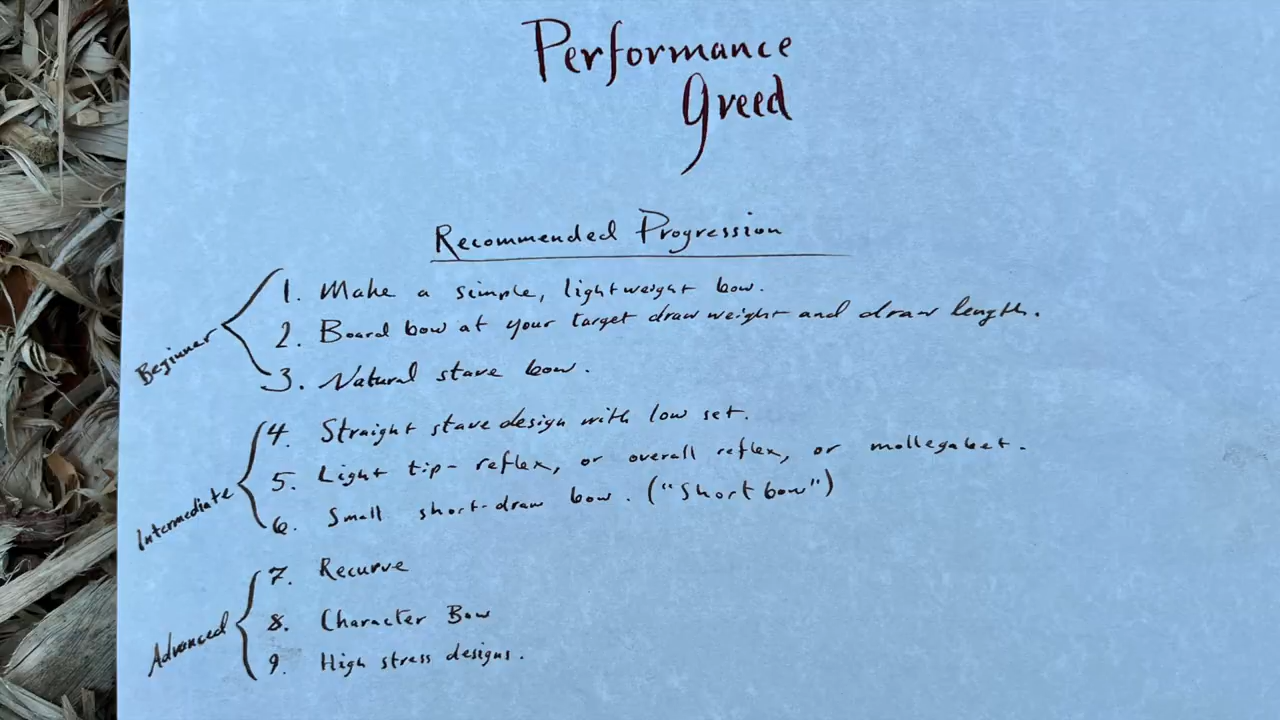 Performance
Greed
Recommended Progression
Beginner
1. Make a simple, lightweight bow.
2. Board bow at your target draw weight and draw length.
3. Natural stave bow.
Intermediate
4. Straight stave design with low set.
5. Light tip-reflex, or overall reflex, or mollegabet.
6. Small short-draw bow. ("Short bow")
Advanced
7. Recurve
8. Character Bow
9. High stress designs.